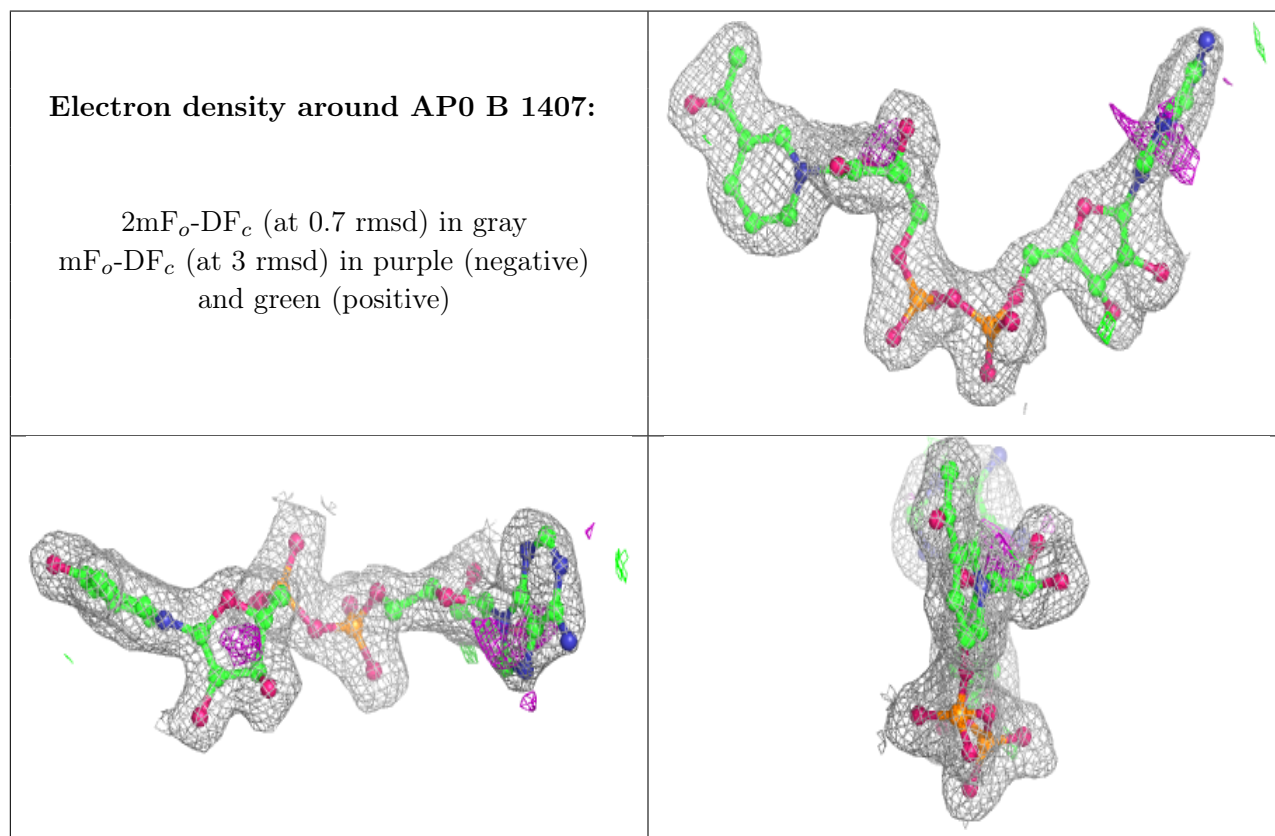 Electron density around AP0 B 1407:
2mFₒ-DF𝒸 (at 0.7 rmsd) in gray
mFₒ-DF𝒸 (at 3 rmsd) in purple (negative)
and green (positive)